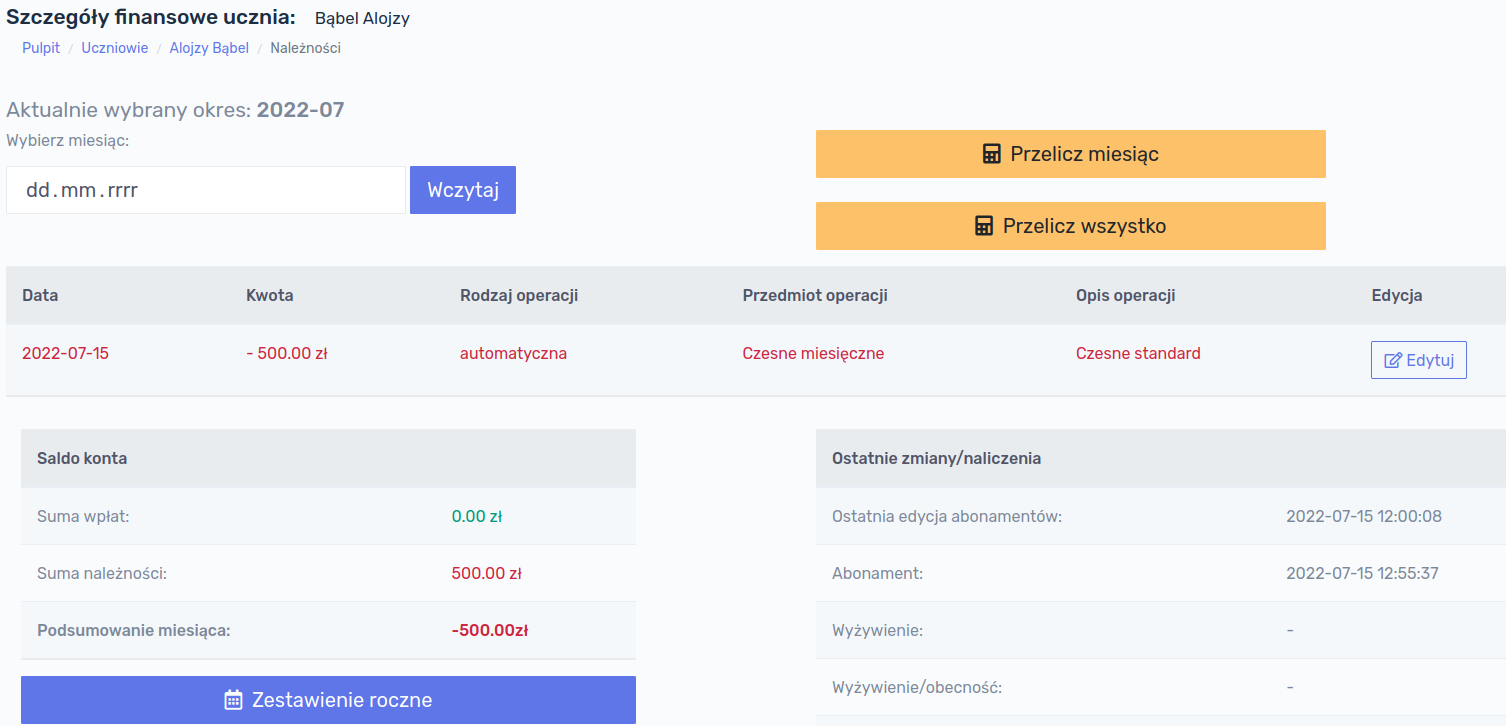 Szczegóły finansowe ucznia: Bąbel Alojzy
Pulpit / Uczniowie / Alojzy Bąbel / Należności
Aktualnie wybrany okres: 2022-07
Wybierz miesiąc:
dd.mm.rrrr Wczytaj
Przelicz miesiąc
Przelicz wszystko
Data Kwota Rodzaj operacji Przedmiot operacji Opis operacji Edycja
2022-07-15 - 500.00 zł automatyczna Czesne miesięczne Czesne standard Edytuj
Saldo konta
Suma wpłat: 0.00 zł
Suma należności: 500.00 zł
Podsumowanie miesiąca: -500.00zł
Zestawienie roczne
Ostatnie zmiany/naliczenia
Ostatnia edycja abonamentów: 2022-07-15 12:00:08
Abonament: 2022-07-15 12:55:37
Wyżywienie: -
Wyżywienie/obecność: -